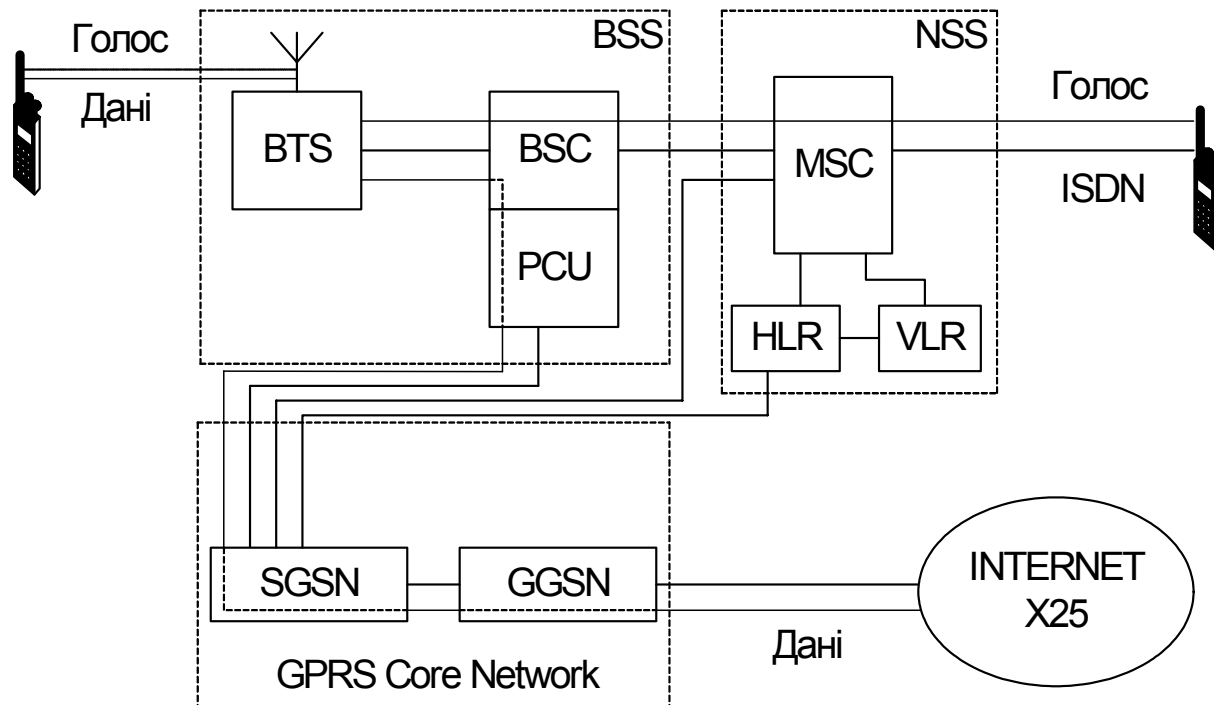 Голос
Дані
BSS
NSS
BTS
BSC
MSC
Голос
ISDN
PCU
HLR
VLR
SGSN
GGSN
INTERNET
X25
Дані
GPRS Core Network